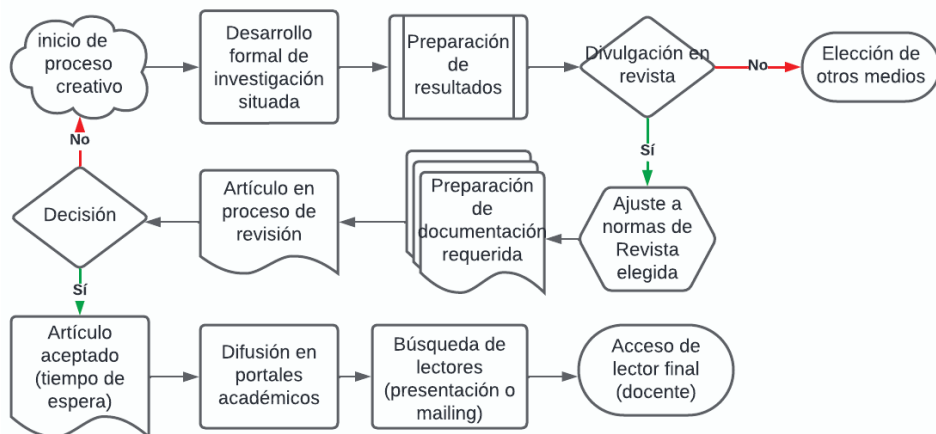 inicio de
proceso
creativo
Desarrollo
formal de
investigación
situada
Preparación
de
resultados
Divulgación en
revista
No
Elección de
otros medios
Sí
Ajuste a
normas de
Revista
elegida
Preparación
de
documentación
requerida
Artículo en
proceso de
revisión
Decisión
No
Sí
Artículo
aceptado
(tiempo de
espera)
Difusión en
portales
académicos
Búsqueda de
lectores
(presentación o
mailing)
Acceso de
lector final
(docente)